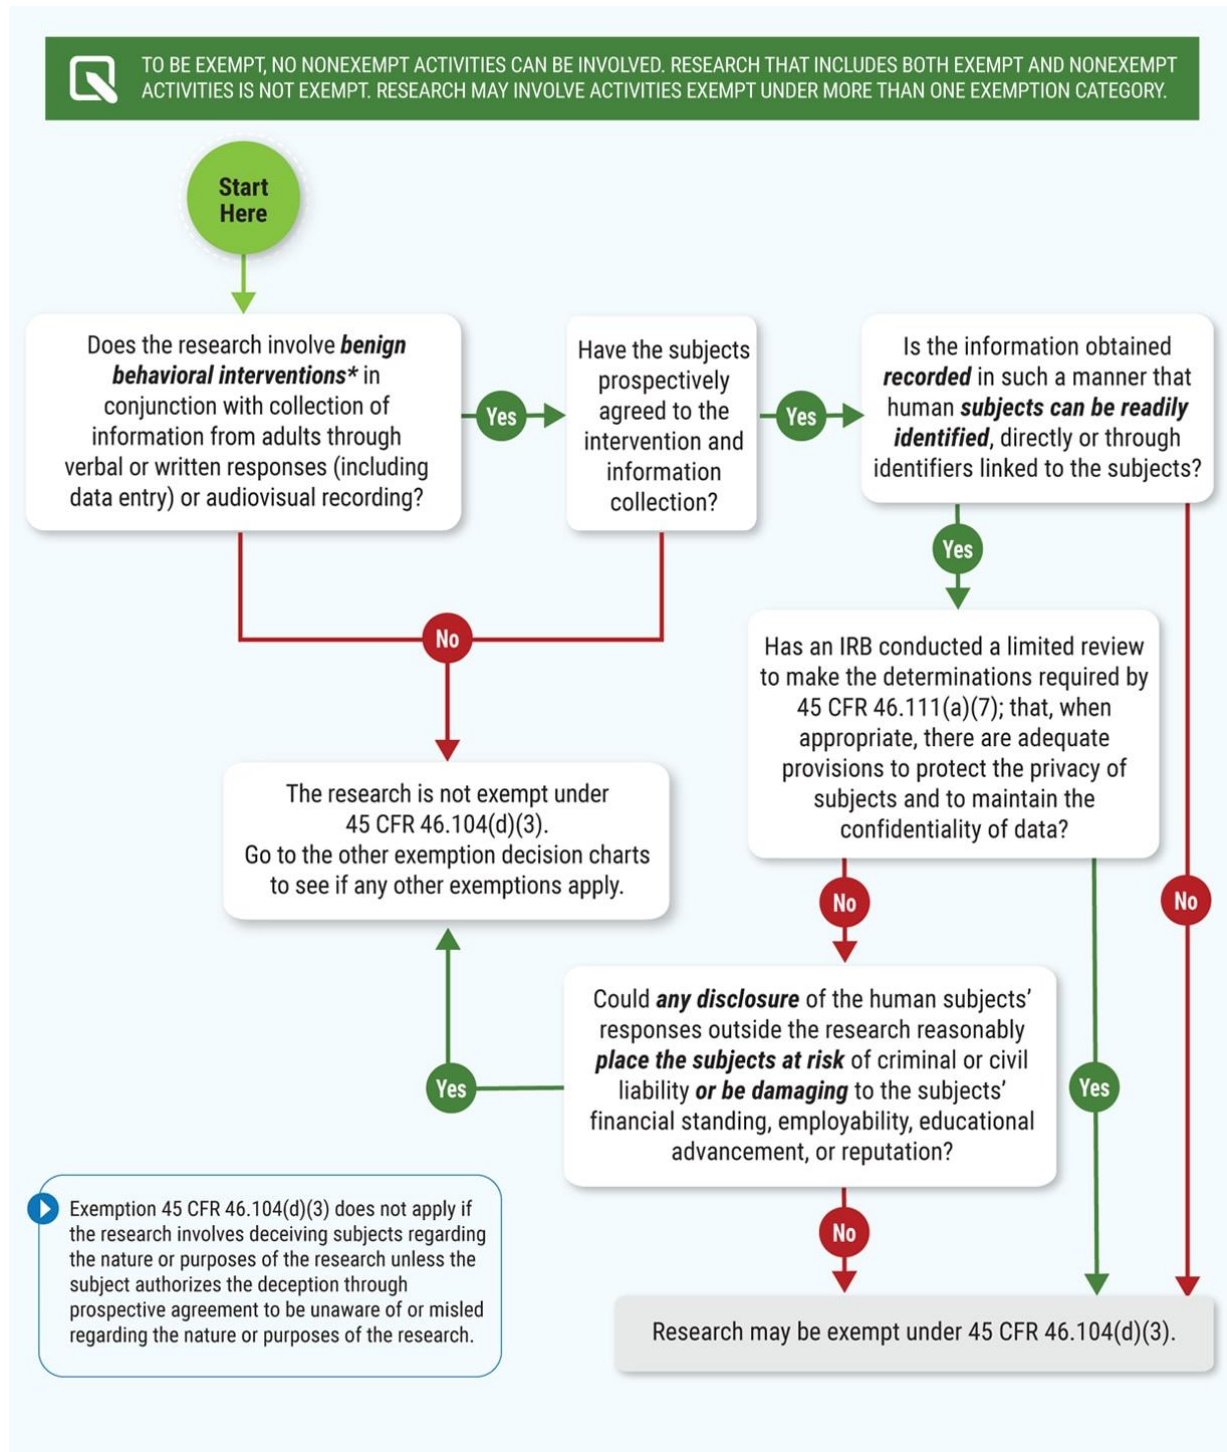 TO BE EXEMPT, NO NONEXEMPT ACTIVITIES CAN BE INVOLVED. RESEARCH THAT INCLUDES BOTH EXEMPT AND NONEXEMPT
ACTIVITIES IS NOT EXEMPT. RESEARCH MAY INVOLVE ACTIVITIES EXEMPT UNDER MORE THAN ONE EXEMPTION CATEGORY.
Start
Here
Does the research involve benign
behavioral interventions* in
conjunction with collection of
information from adults through
verbal or written responses (including
data entry) or audiovisual recording?
Yes
Have the subjects
prospectively
agreed to the
intervention and
information
collection?
Yes
Is the information obtained
recorded in such a manner that
human subjects can be readily
identified, directly or through
identifiers linked to the subjects?
Yes
No
Has an IRB conducted a limited review
to make the determinations required by
45 CFR 46.111(a)(7); that, when
appropriate, there are adequate
provisions to protect the privacy of
subjects and to maintain the
confidentiality of data?
The research is not exempt under
45 CFR 46.104(d)(3).
Go to the other exemption decision charts
to see if any other exemptions apply.
No
No
Could any disclosure of the human subjects'
responses outside the research reasonably
place the subjects at risk of criminal or civil
liability or be damaging to the subjects'
financial standing, employability, educational
advancement, or reputation?
Yes
Yes
Exemption 45 CFR 46.104(d)(3) does not apply if
the research involves deceiving subjects regarding
the nature or purposes of the research unless the
subject authorizes the deception through
prospective agreement to be unaware of or misled
regarding the nature or purposes of the research.
No
Research may be exempt under 45 CFR 46.104(d)(3).